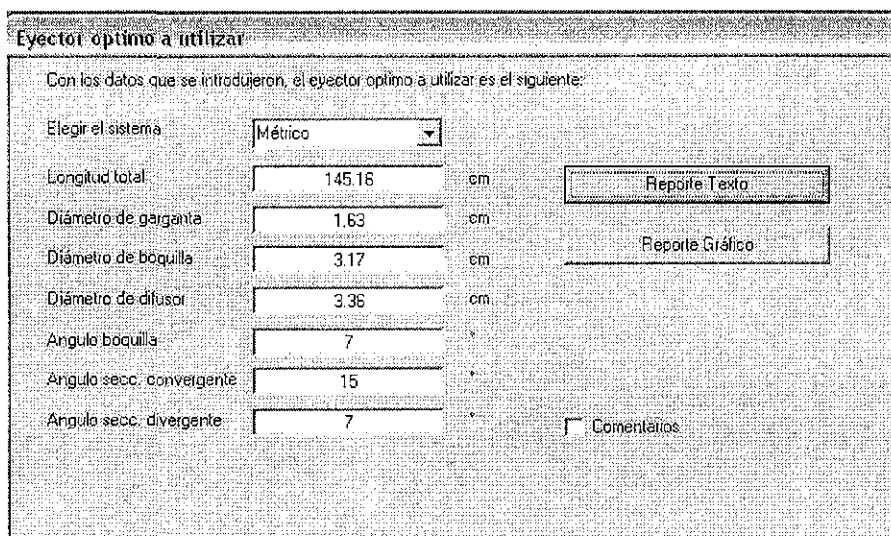 Eyector optimo a utilizar
Con los datos que se introdujeron, el eyector optimo a utilizar es el siguiente:
Elegir el sistema Métrico
Longitud total 145.16 cm Reporte Texto
Diámetro de garganta 1.63 cm
Diámetro de boquilla 3.17 cm Reporte Gráfico
Diámetro de difusor 3.36 cm
Angulo boquilla 7 °
Angulo secc. convergente 15 °
Angulo secc. divergente 7 ° Comentarios